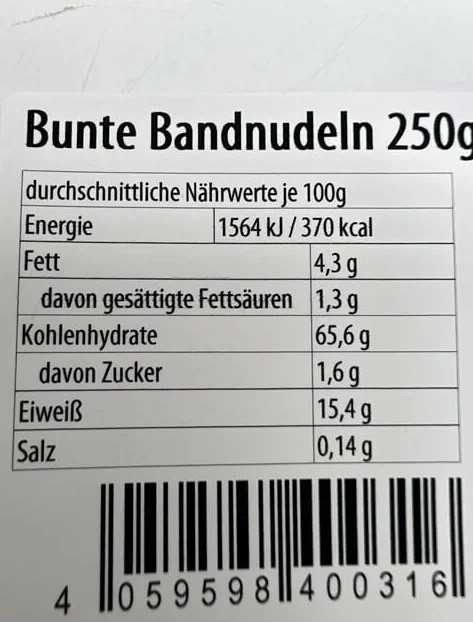 Bunte Bandnudeln 250g
durchschnittliche Nährwerte je 100g
Energie 1564 kJ / 370 kcal
Fett 4,3 g
davon gesättigte Fettsäuren 1,3 g
Kohlenhydrate 65,6 g
davon Zucker 1,6 g
Eiweiß 15,4 g
Salz 0,14 g
4 059598 400316